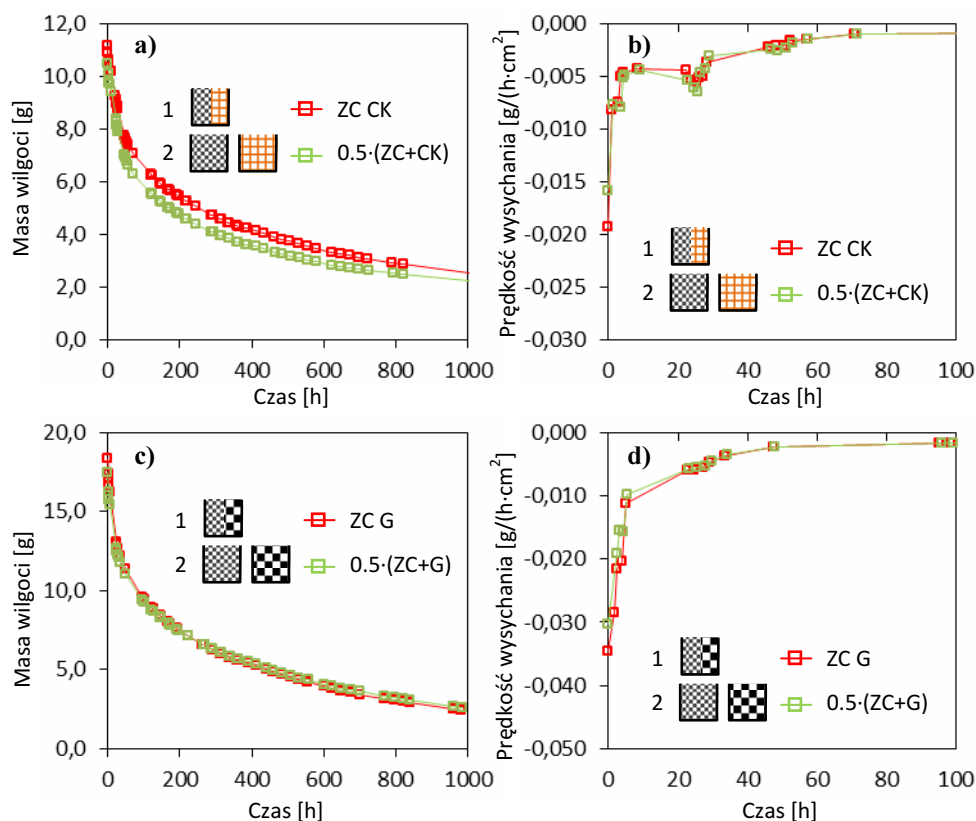 a)
Masa wilgoci [g]
12,0
10,0
8,0
6,0
4,0
2,0
0,0
1
ZC CK
2
0.5·(ZC+CK)
0 200 400 600 800 1000
Czas [h]
b)
Prędkość wysychania [g/(h·cm²)]
0,000
-0,005
-0,010
-0,015
-0,020
-0,025
-0,030
1
ZC CK
2
0.5·(ZC+CK)
0 20 40 60 80 100
Czas [h]
c)
Masa wilgoci [g]
20,0
15,0
10,0
5,0
0,0
1
ZC G
2
0.5·(ZC+G)
0 200 400 600 800 1000
Czas [h]
d)
Prędkość wysychania [g/(h·cm²)]
0,000
-0,010
-0,020
-0,030
-0,040
-0,050
1
ZC G
2
0.5·(ZC+G)
0 20 40 60 80 100
Czas [h]